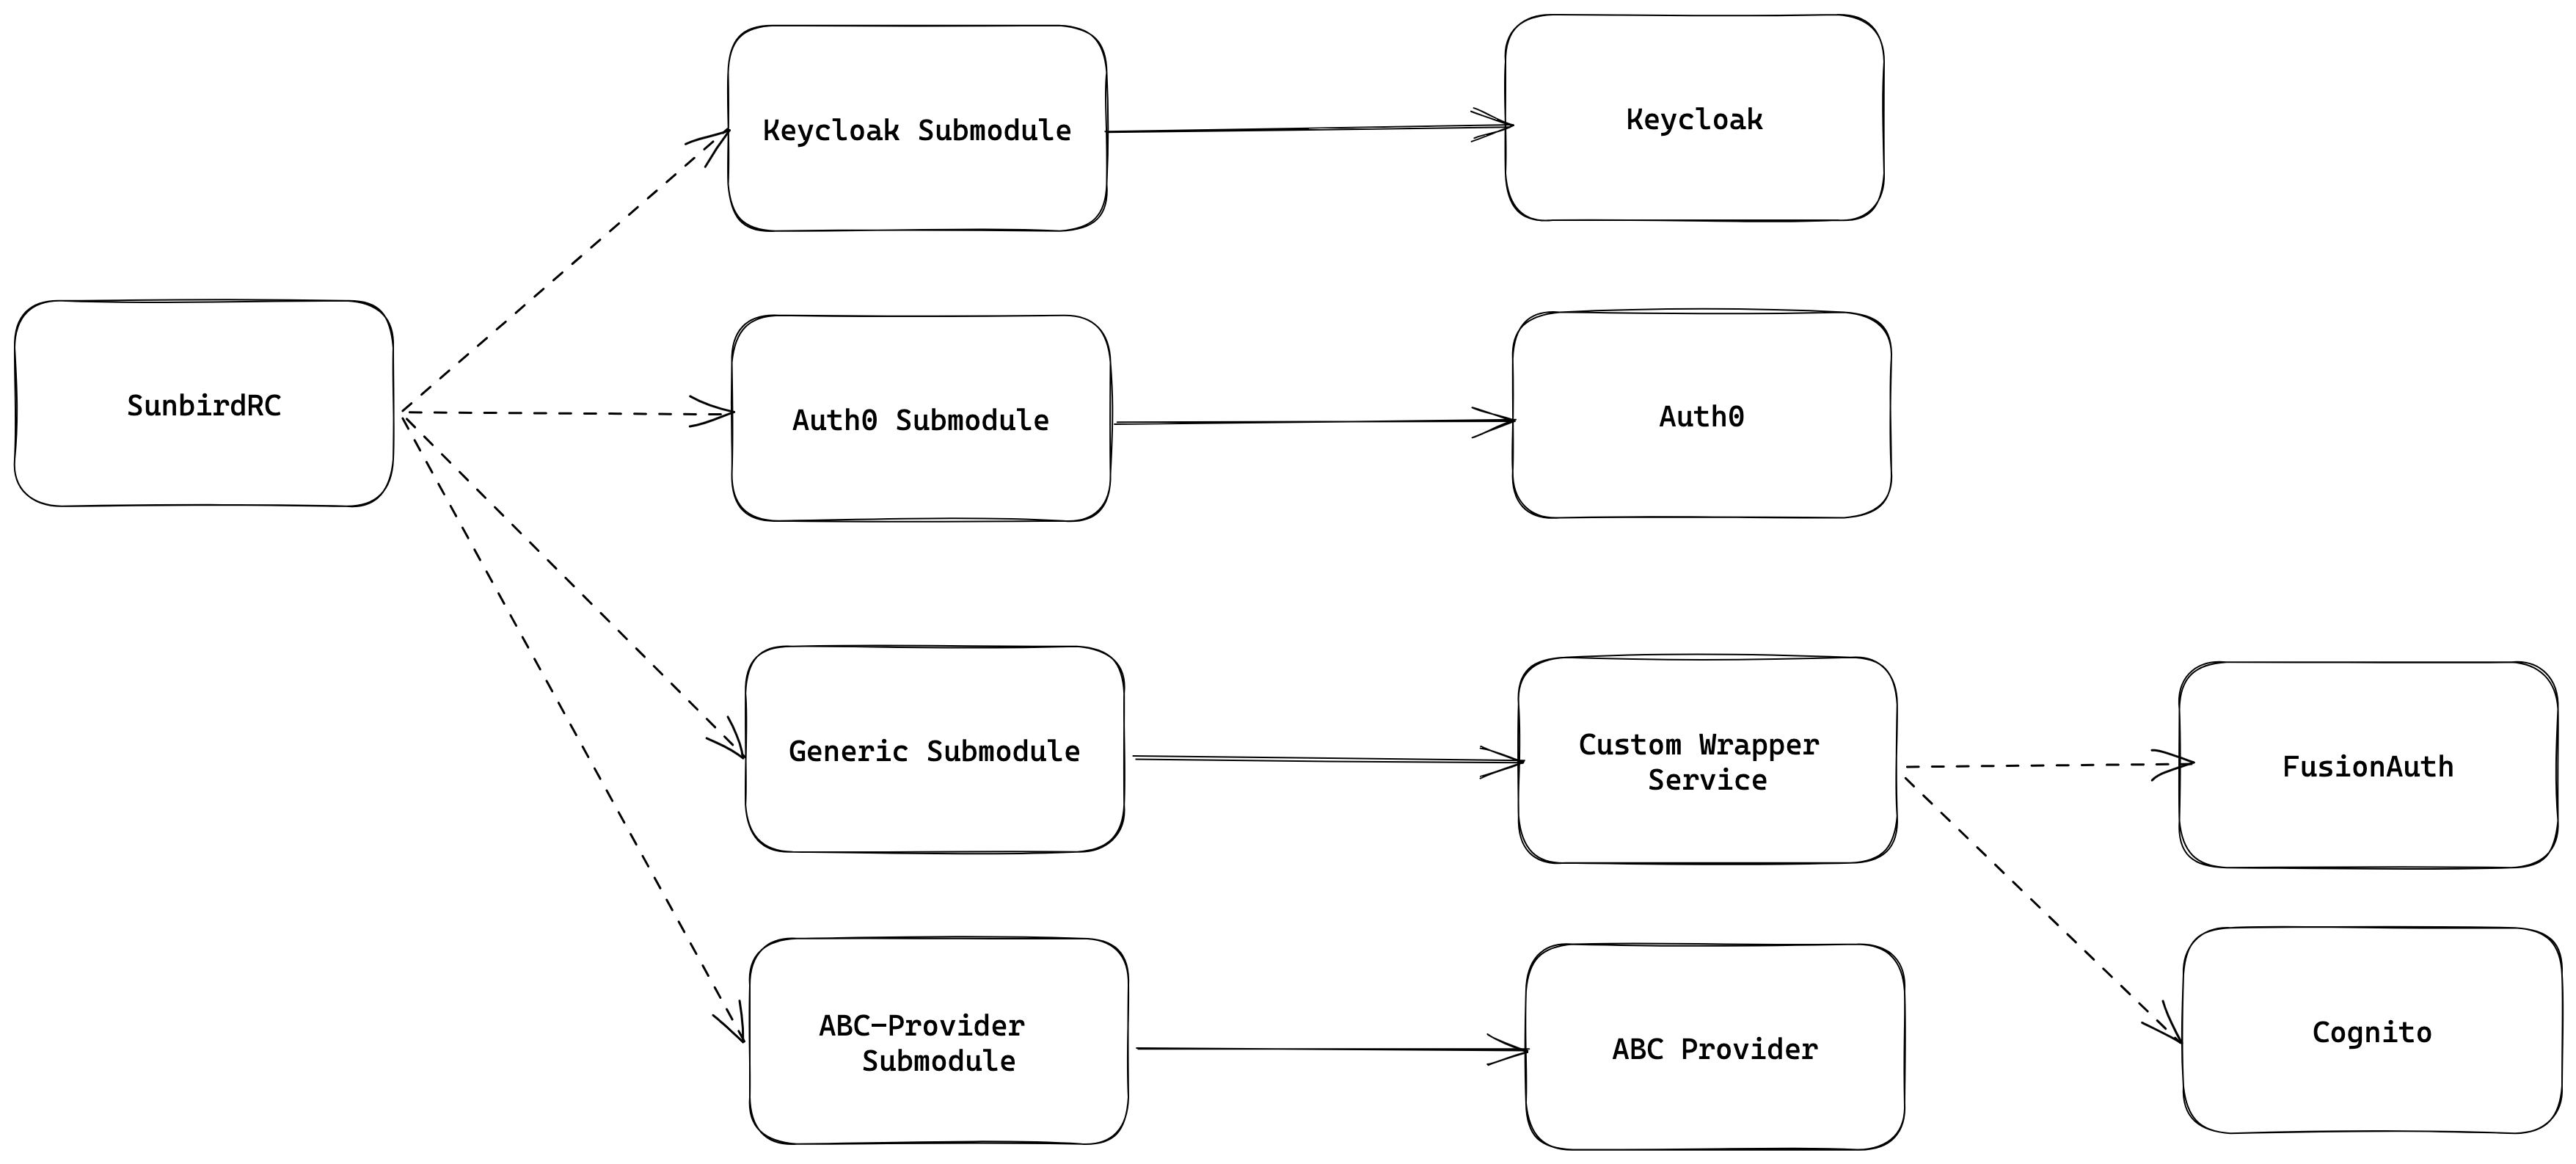 Keycloak Submodule
Keycloak
SunbirdRC
Auth0 Submodule
Auth0
Generic Submodule
Custom Wrapper
Service
FusionAuth
ABC-Provider
Submodule
ABC Provider
Cognito